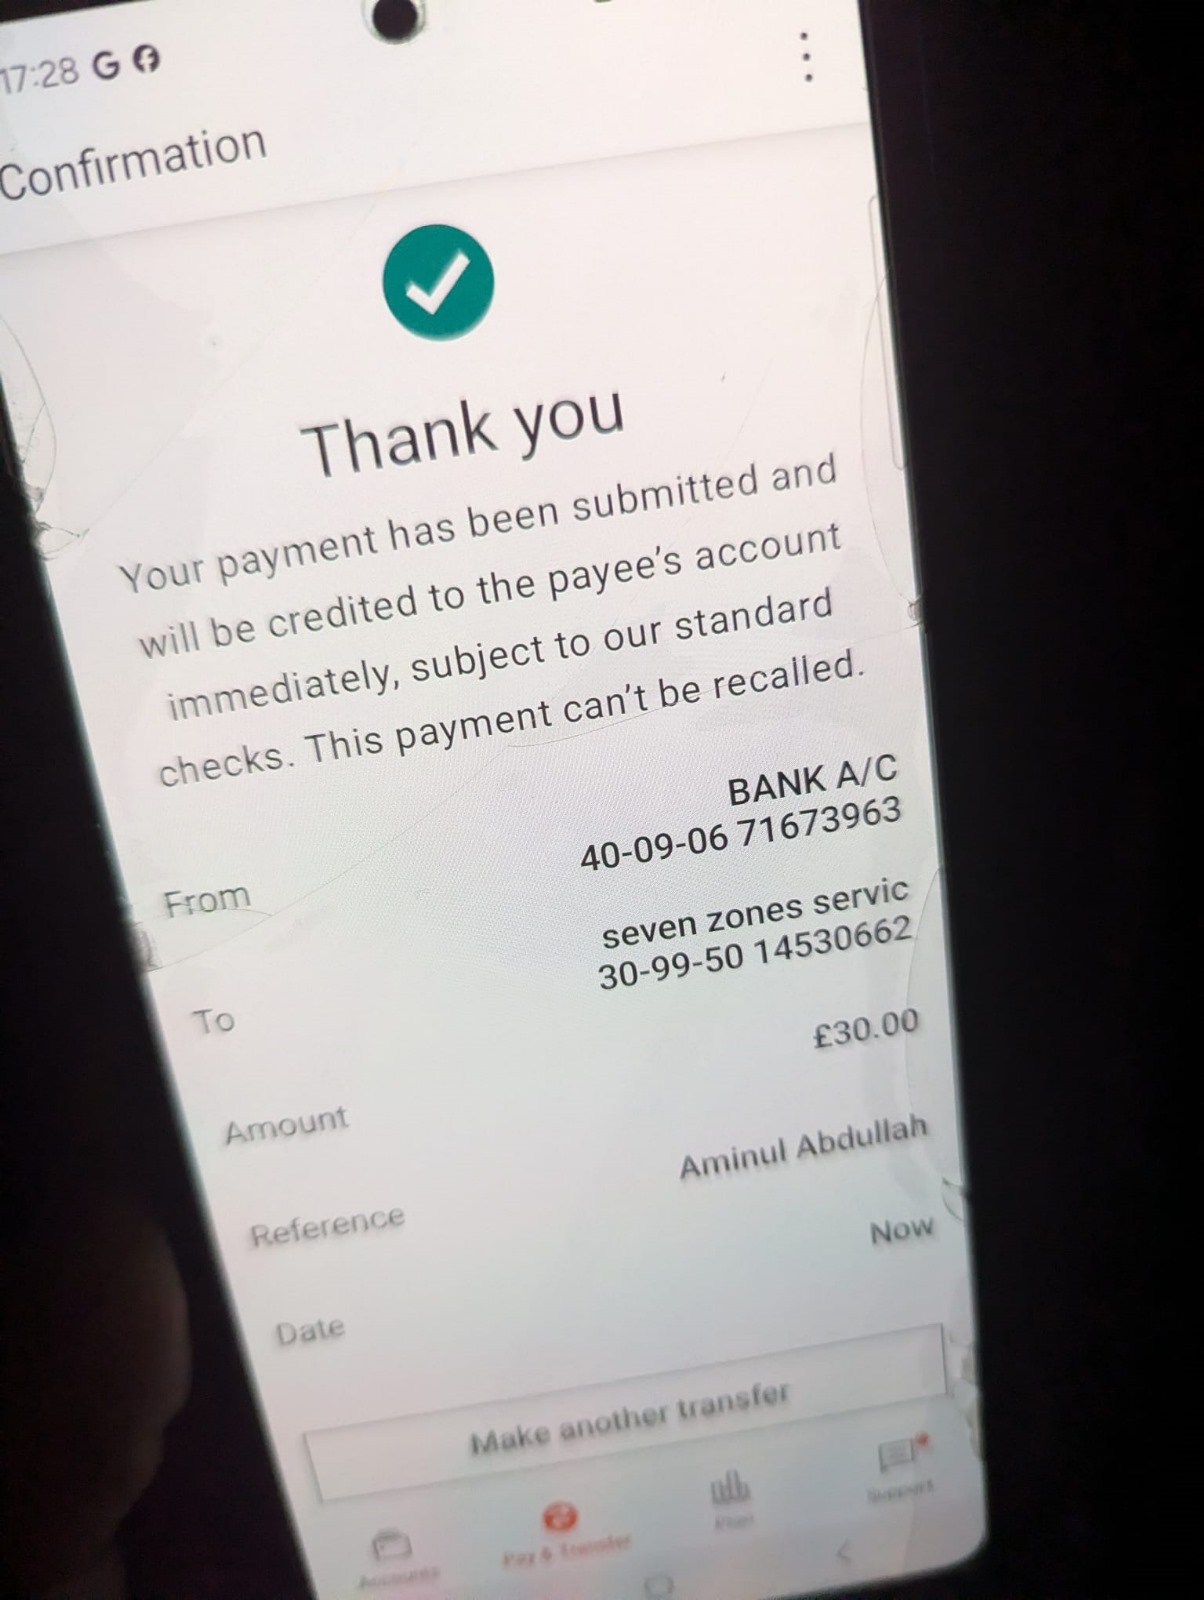 17:28
Confirmation
Thank you
Your payment has been submitted and
will be credited to the payee's account
immediately, subject to our standard
checks. This payment can't be recalled.
From
BANK A/C
40-09-06 71673963
To
seven zones servic
30-99-50 14530662
Amount
£30.00
Reference
Aminul Abdullah
Date
Now
Make another transfer
Accounts
Pay & Transfer
Plan
Support